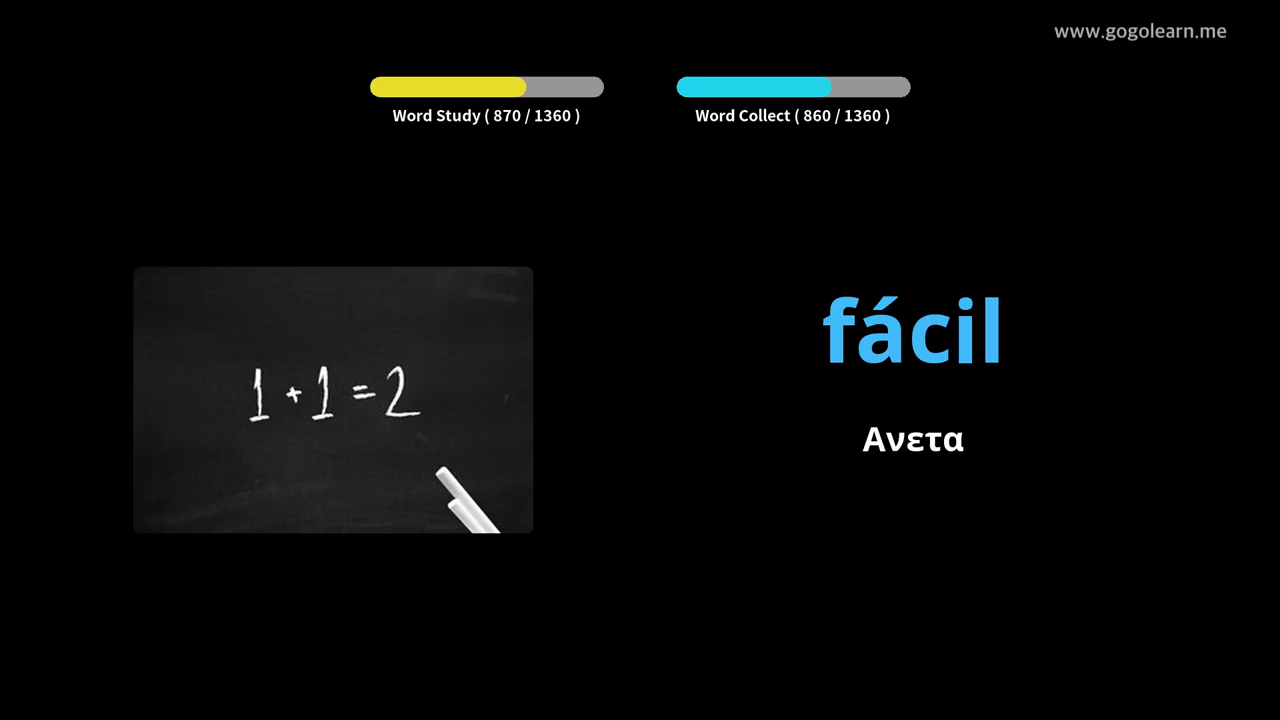 www.gogolearn.me
Word Study ( 870 / 1360 )
Word Collect ( 860 / 1360 )
1 + 1 = 2
fácil
Ανετα